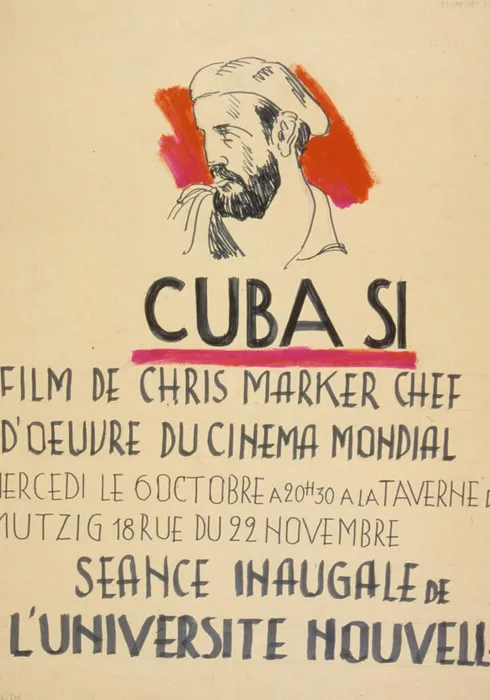 CUBA SI
FILM DE CHRIS MARKER CHEF
D'OEUVRE DU CINEMA MONDIAL
MERCEDI LE 6 OCTOBRE A 20H30 A LA TAVERNE
MUTZIG 18 RUE DU 22 NOVEMBRE
SEANCE INAUGALE DE
L'UNIVERSITE NOUVELL